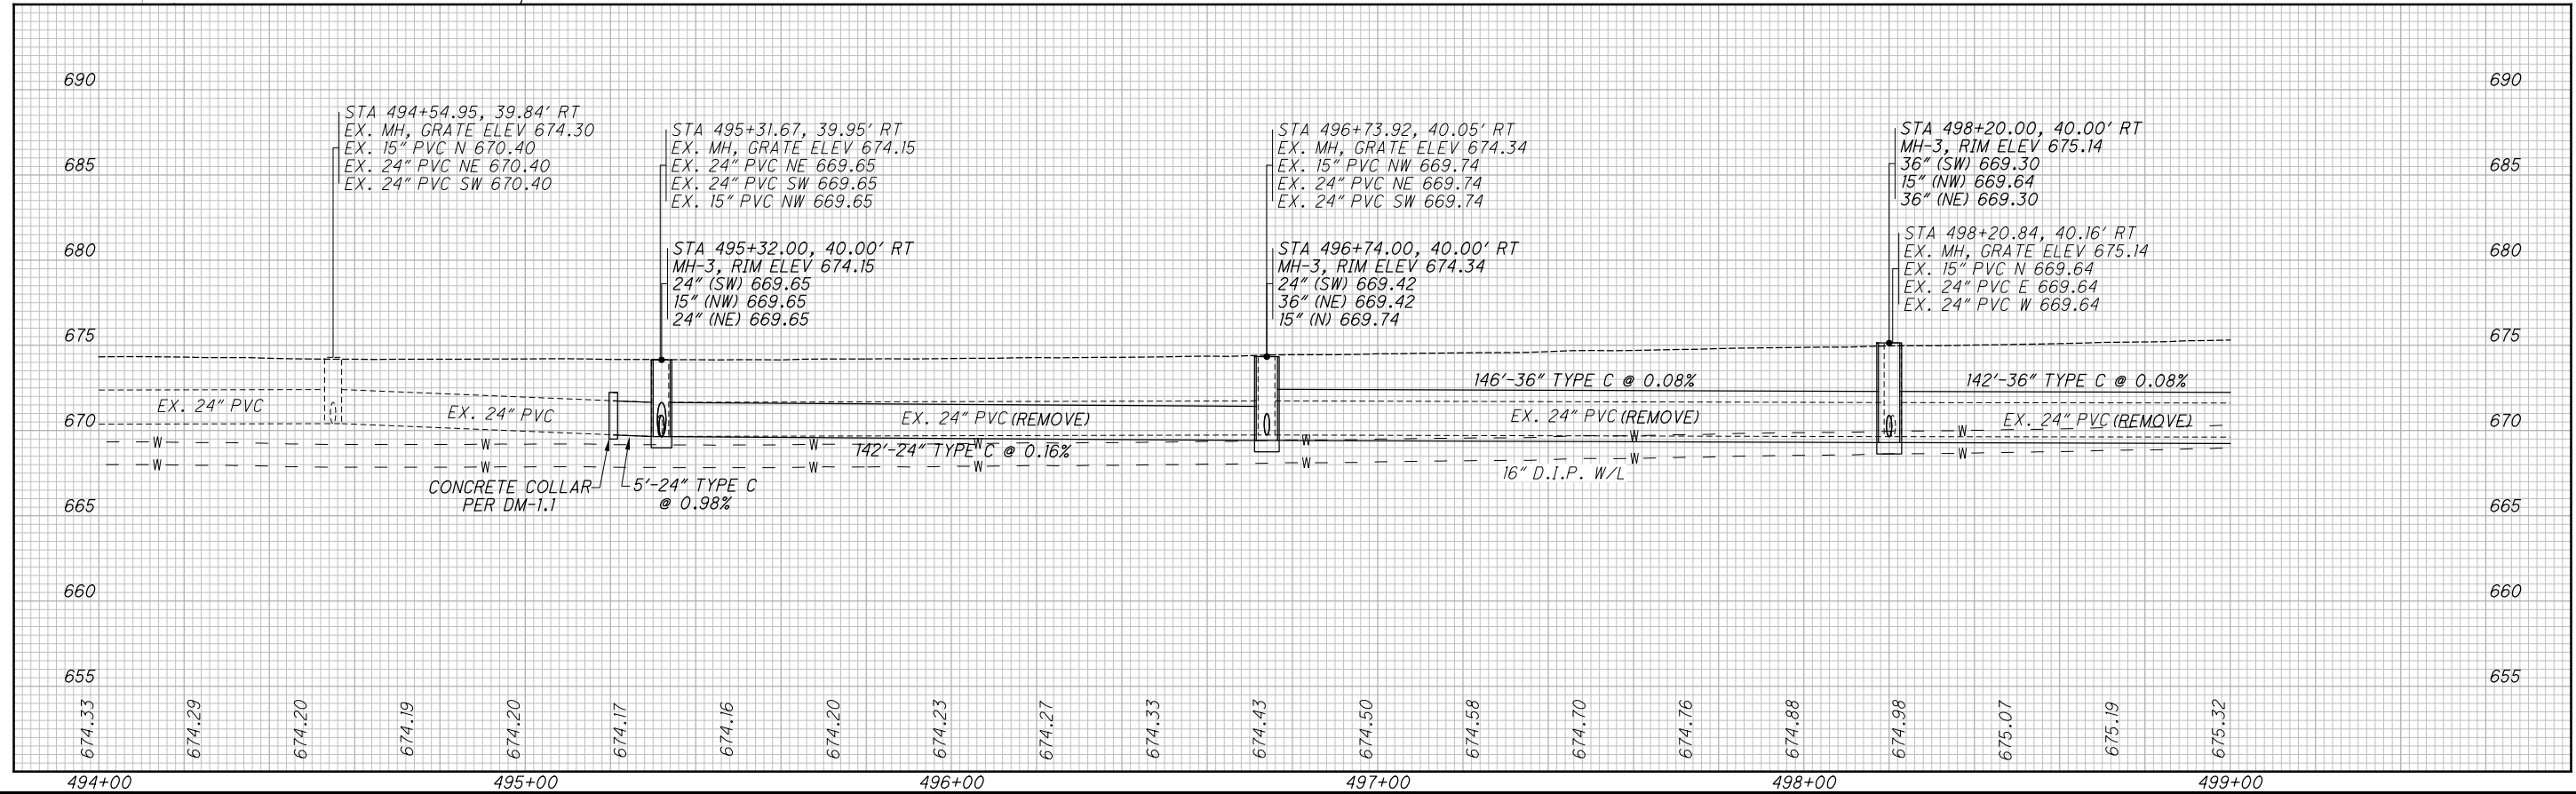 690
690
STA 494+54.95, 39.84' RT
EX. MH, GRATE ELEV 674.30
EX. 15" PVC N 670.40
EX. 24" PVC NE 670.40
EX. 24" PVC SW 670.40
STA 495+31.67, 39.95' RT
EX. MH, GRATE ELEV 674.15
EX. 24" PVC NE 669.65
EX. 24" PVC SW 669.65
EX. 15" PVC NW 669.65
STA 496+73.92, 40.05' RT
EX. MH, GRATE ELEV 674.34
EX. 15" PVC NW 669.74
EX. 24" PVC NE 669.74
EX. 24" PVC SW 669.74
STA 498+20.00, 40.00' RT
MH-3, RIM ELEV 675.14
36" (SW) 669.30
15" (NW) 669.64
36" (NE) 669.30
685
685
STA 495+32.00, 40.00' RT
MH-3, RIM ELEV 674.15
24" (SW) 669.65
15" (NW) 669.65
24" (NE) 669.65
STA 496+74.00, 40.00' RT
MH-3, RIM ELEV 674.34
24" (SW) 669.42
36" (NE) 669.42
15" (N) 669.74
STA 498+20.84, 40.16' RT
EX. MH, GRATE ELEV 675.14
EX. 15" PVC N 669.64
EX. 24" PVC E 669.64
EX. 24" PVC W 669.64
680
680
675
675
146'-36" TYPE C @ 0.08%
142'-36" TYPE C @ 0.08%
670
EX. 24" PVC
EX. 24" PVC
EX. 24" PVC (REMOVE)
EX. 24" PVC (REMOVE)
EX. 24" PVC (REMOVE)
670
W W W W W W W
142'-24" TYPE C @ 0.16%
W W W W W W W
16" D.I.P. W/L
CONCRETE COLLAR
PER DM-1.1
5'-24" TYPE C
@ 0.98%
665
665
660
660
655
655
674.33
674.29
674.20
674.19
674.20
674.17
674.16
674.20
674.23
674.27
674.33
674.43
674.50
674.58
674.70
674.76
674.88
674.98
675.07
675.19
675.32
494+00
495+00
496+00
497+00
498+00
499+00